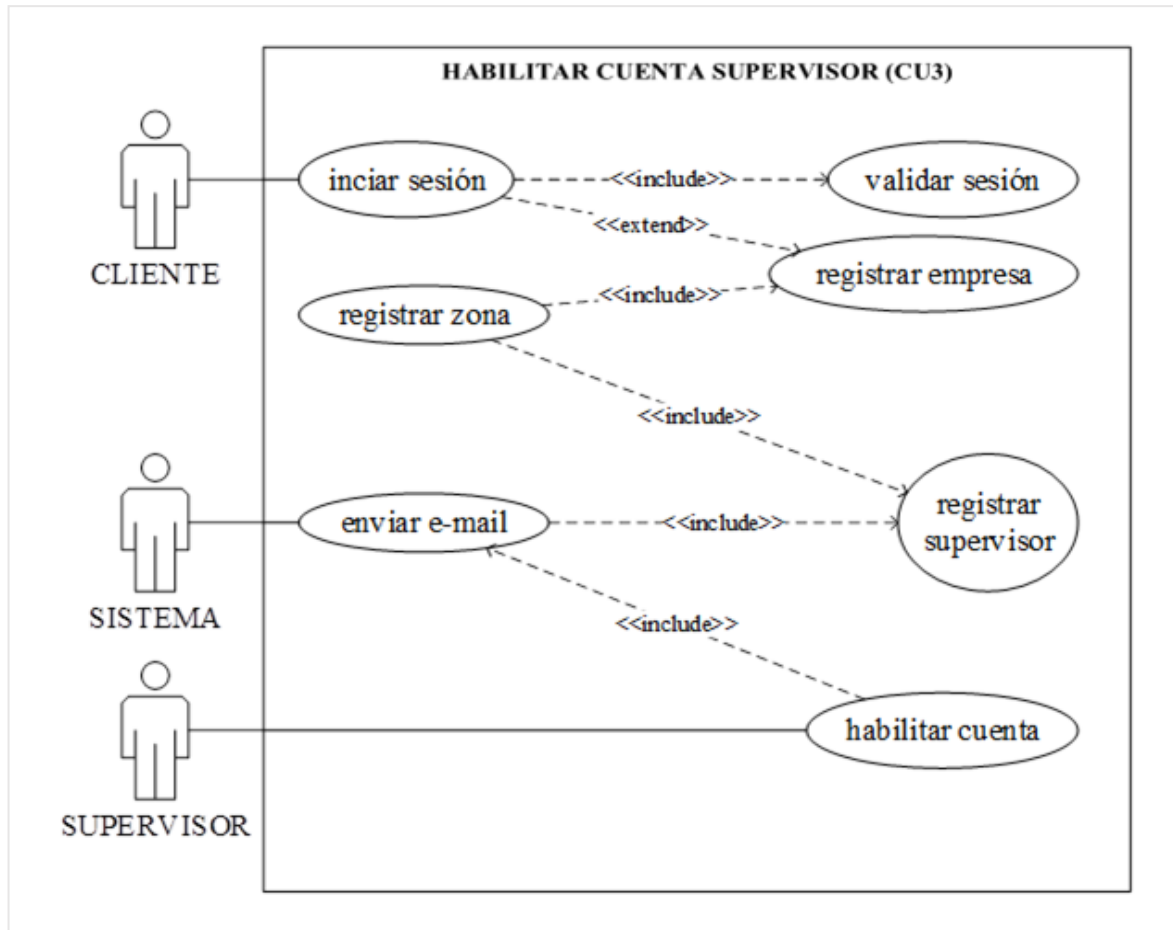 HABILITAR CUENTA SUPERVISOR (CU3)
inciar sesión
<<include>>
validar sesión
<<extend>>
CLIENTE
registrar empresa
<<include>>
registrar zona
<<include>>
registrar
supervisor
enviar e-mail
<<include>>
SISTEMA
<<include>>
habilitar cuenta
SUPERVISOR